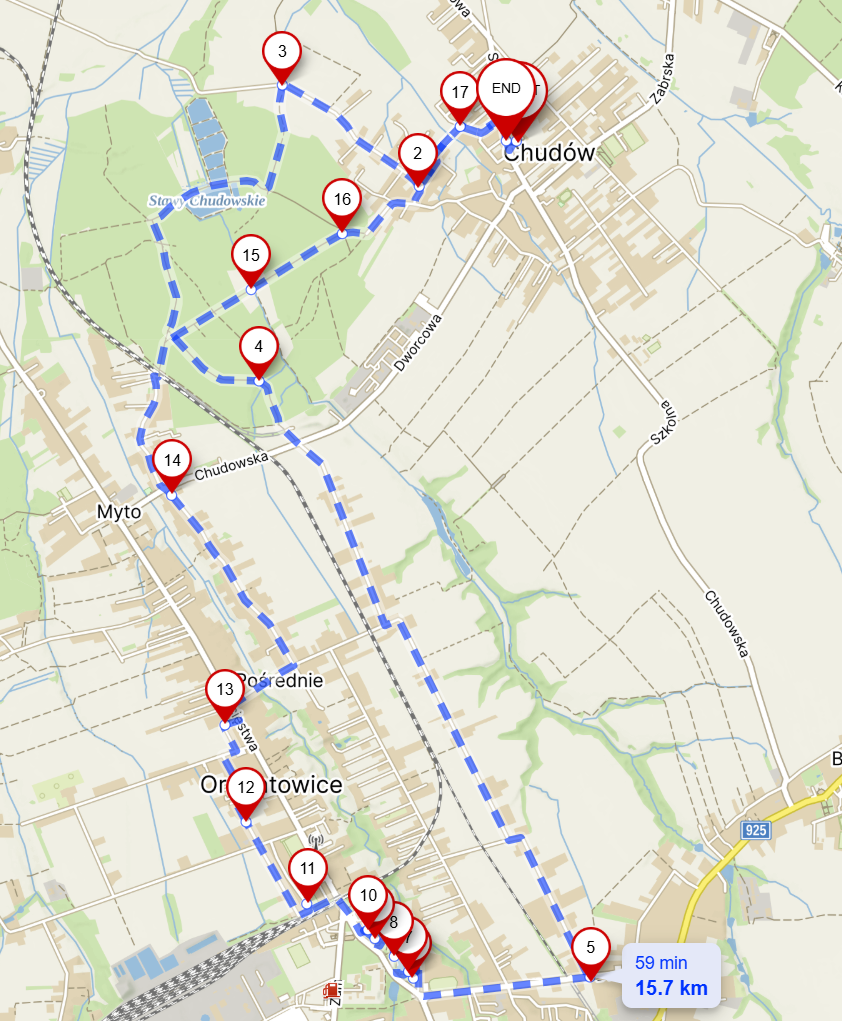 3
END
17
Zabrska
2
Chudów
Stawy Chudowskie
16
15
4
Dworcowa
Szkolna
14
Chudowska
Myto
Chudowska
13
Pośrednie
12
925
11
10
8
7
5
59 min
15.7 km